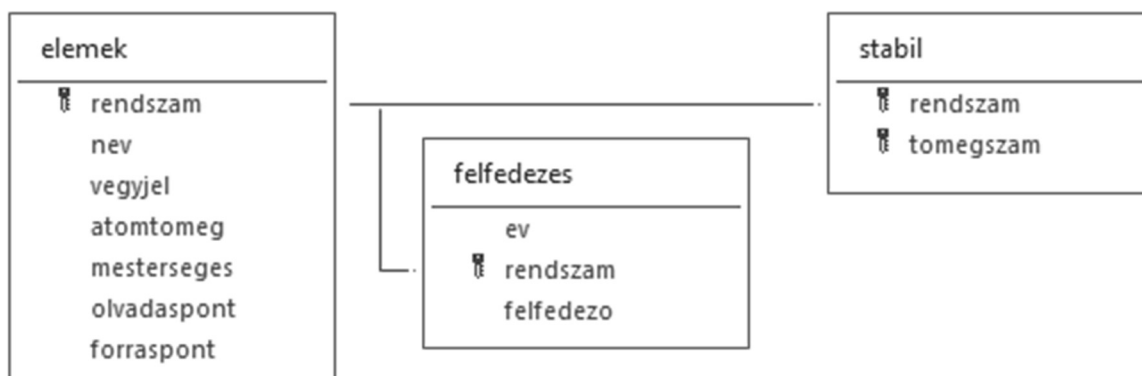 elemek
rendszam
nev
vegyjel
atomtomeg
mesterseges
olvadaspont
forraspont
felfedezes
ev
rendszam
felfedezo
stabil
rendszam
tomegszam